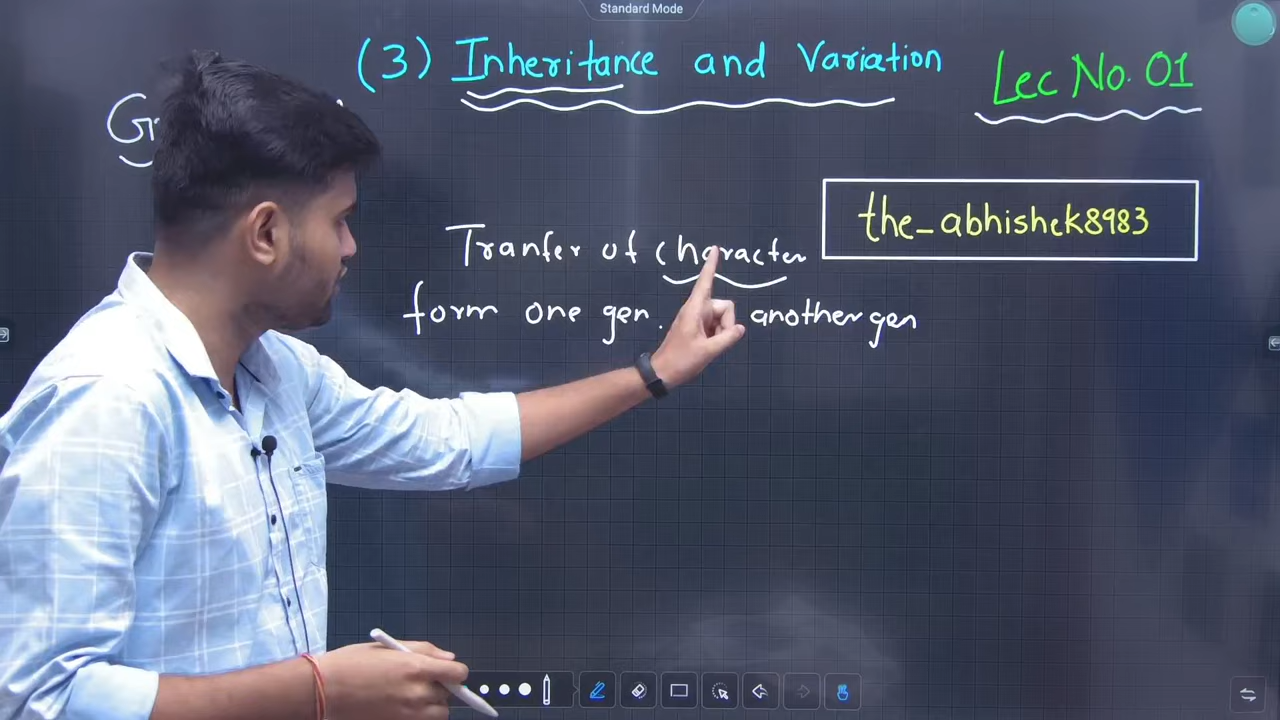 Standard Mode
(3) Inheritance and Variation
Lec No. 01
the_abhishek8983
Tranfer of character
form one gen. another gen